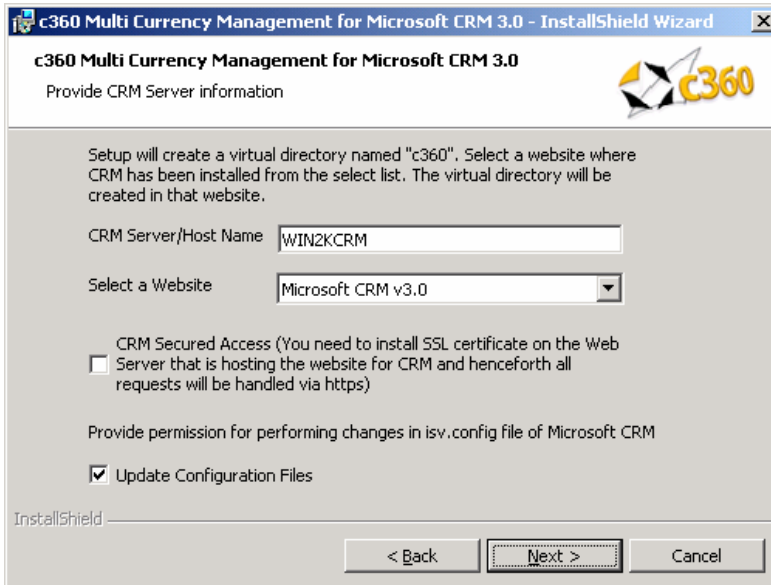 c360 Multi Currency Management for Microsoft CRM 3.0 - InstallShield Wizard
c360 Multi Currency Management for Microsoft CRM 3.0
Provide CRM Server information
c360
Setup will create a virtual directory named "c360". Select a website where
CRM has been installed from the select list. The virtual directory will be
created in that website.
CRM Server/Host Name WIN2KCRM
Select a Website Microsoft CRM v3.0
CRM Secured Access (You need to install SSL certificate on the Web
Server that is hosting the website for CRM and henceforth all
requests will be handled via https)
Provide permission for performing changes in isv.config file of Microsoft CRM
Update Configuration Files
InstallShield
< Back Next > Cancel